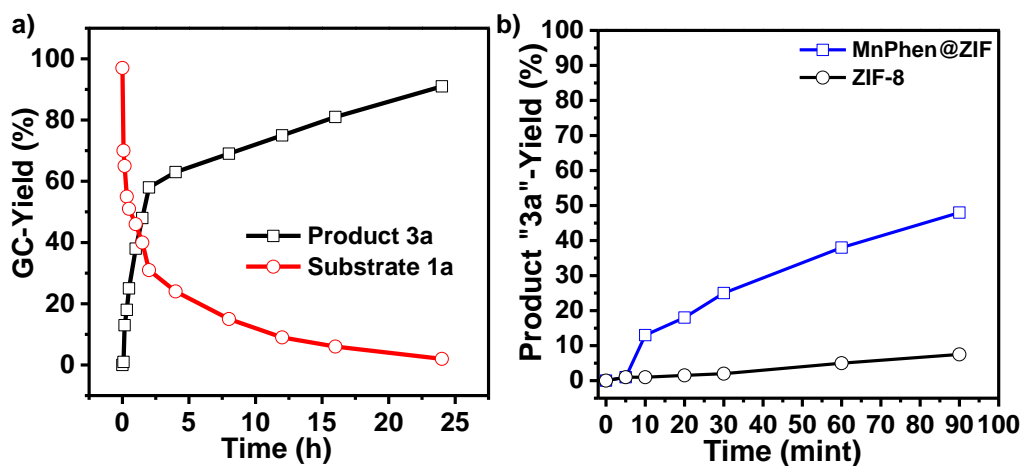 a)
GC-Yield (%)
100
80
60
40
20
0
Product 3a
Substrate 1a
0 5 10 15 20 25
Time (h)
b)
Product "3a"-Yield (%)
100
90
80
70
60
50
40
30
20
10
0
MnPhen@ZIF
ZIF-8
0 10 20 30 40 50 60 70 80 90 100
Time (mint)